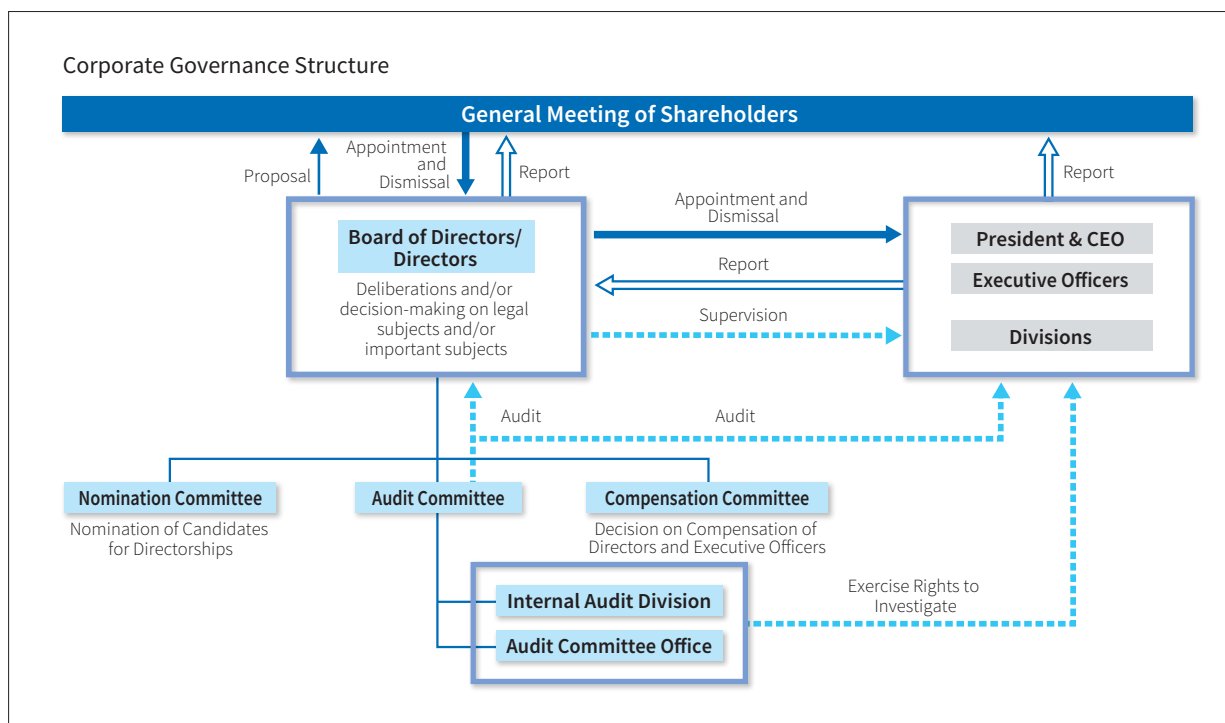 Corporate Governance Structure
General Meeting of Shareholders
Proposal
Appointment
and
Dismissal
Report
Report
Board of Directors/
Directors
Deliberations and/or
decision-making on legal
subjects and/or
important subjects
Appointment and
Dismissal
Report
Supervision
President & CEO
Executive Officers
Divisions
Audit
Audit
Nomination Committee
Nomination of Candidates
for Directorships
Audit Committee
Compensation Committee
Decision on Compensation of
Directors and Executive Officers
Internal Audit Division
Audit Committee Office
Exercise Rights to
Investigate